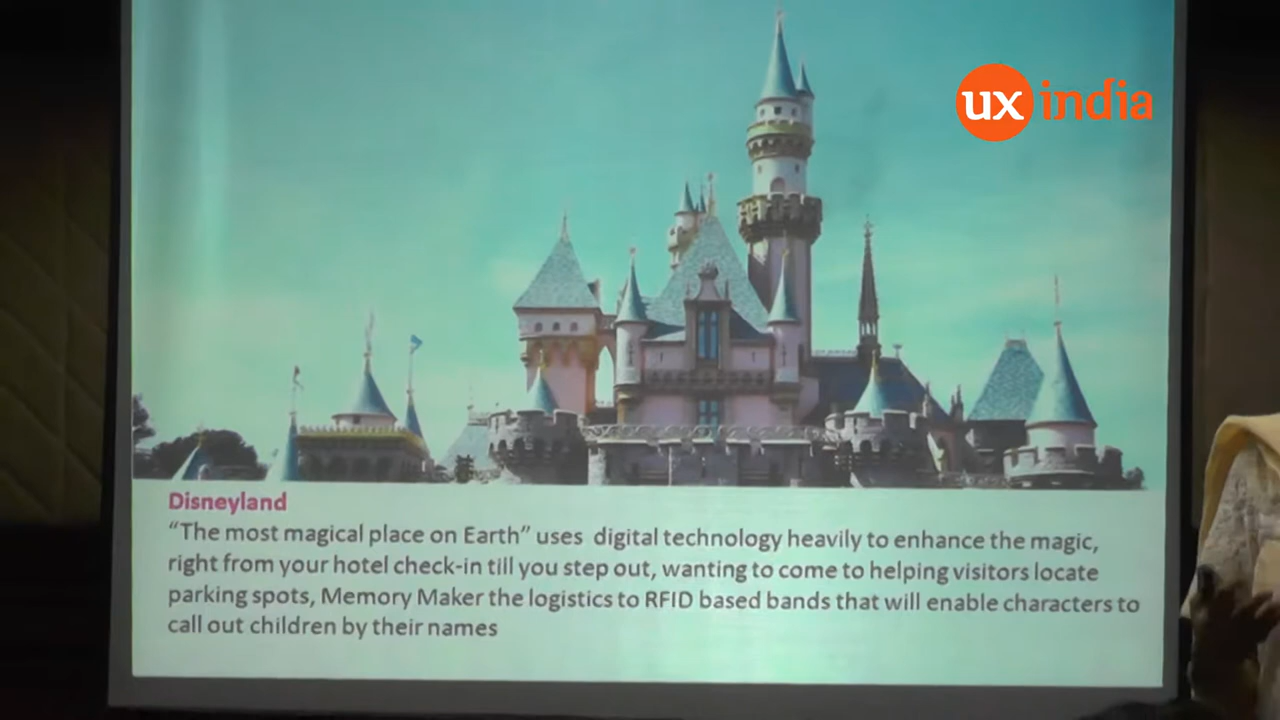 ux india
Disneyland
“The most magical place on Earth” uses digital technology heavily to enhance the magic,
right from your hotel check-in till you step out, wanting to come to helping visitors locate
parking spots, Memory Maker the logistics to RFID based bands that will enable characters to
call out children by their names